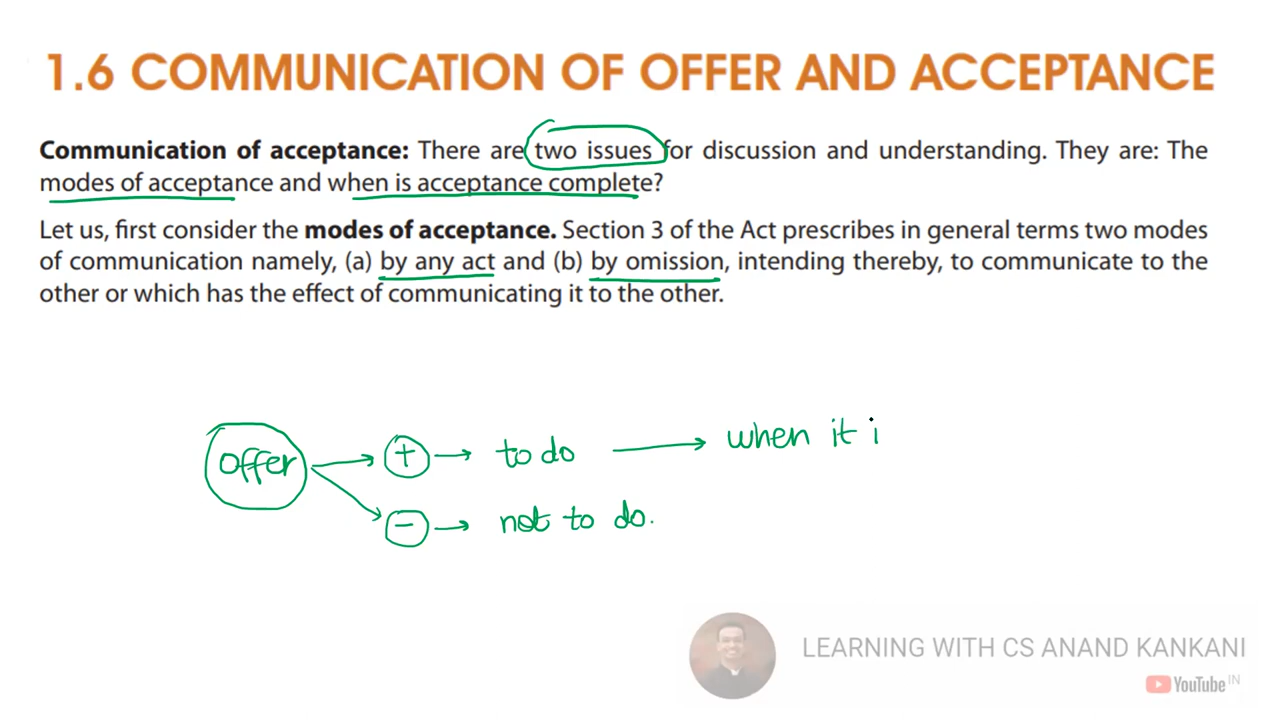 1.6 COMMUNICATION OF OFFER AND ACCEPTANCE
Communication of acceptance: There are two issues for discussion and understanding. They are: The
modes of acceptance and when is acceptance complete?
Let us, first consider the modes of acceptance. Section 3 of the Act prescribes in general terms two modes
of communication namely, (a) by any act and (b) by omission, intending thereby, to communicate to the
other or which has the effect of communicating it to the other.
offer + to do when it i
- not to do.
LEARNING WITH CS ANAND KANKANI
YouTube IN